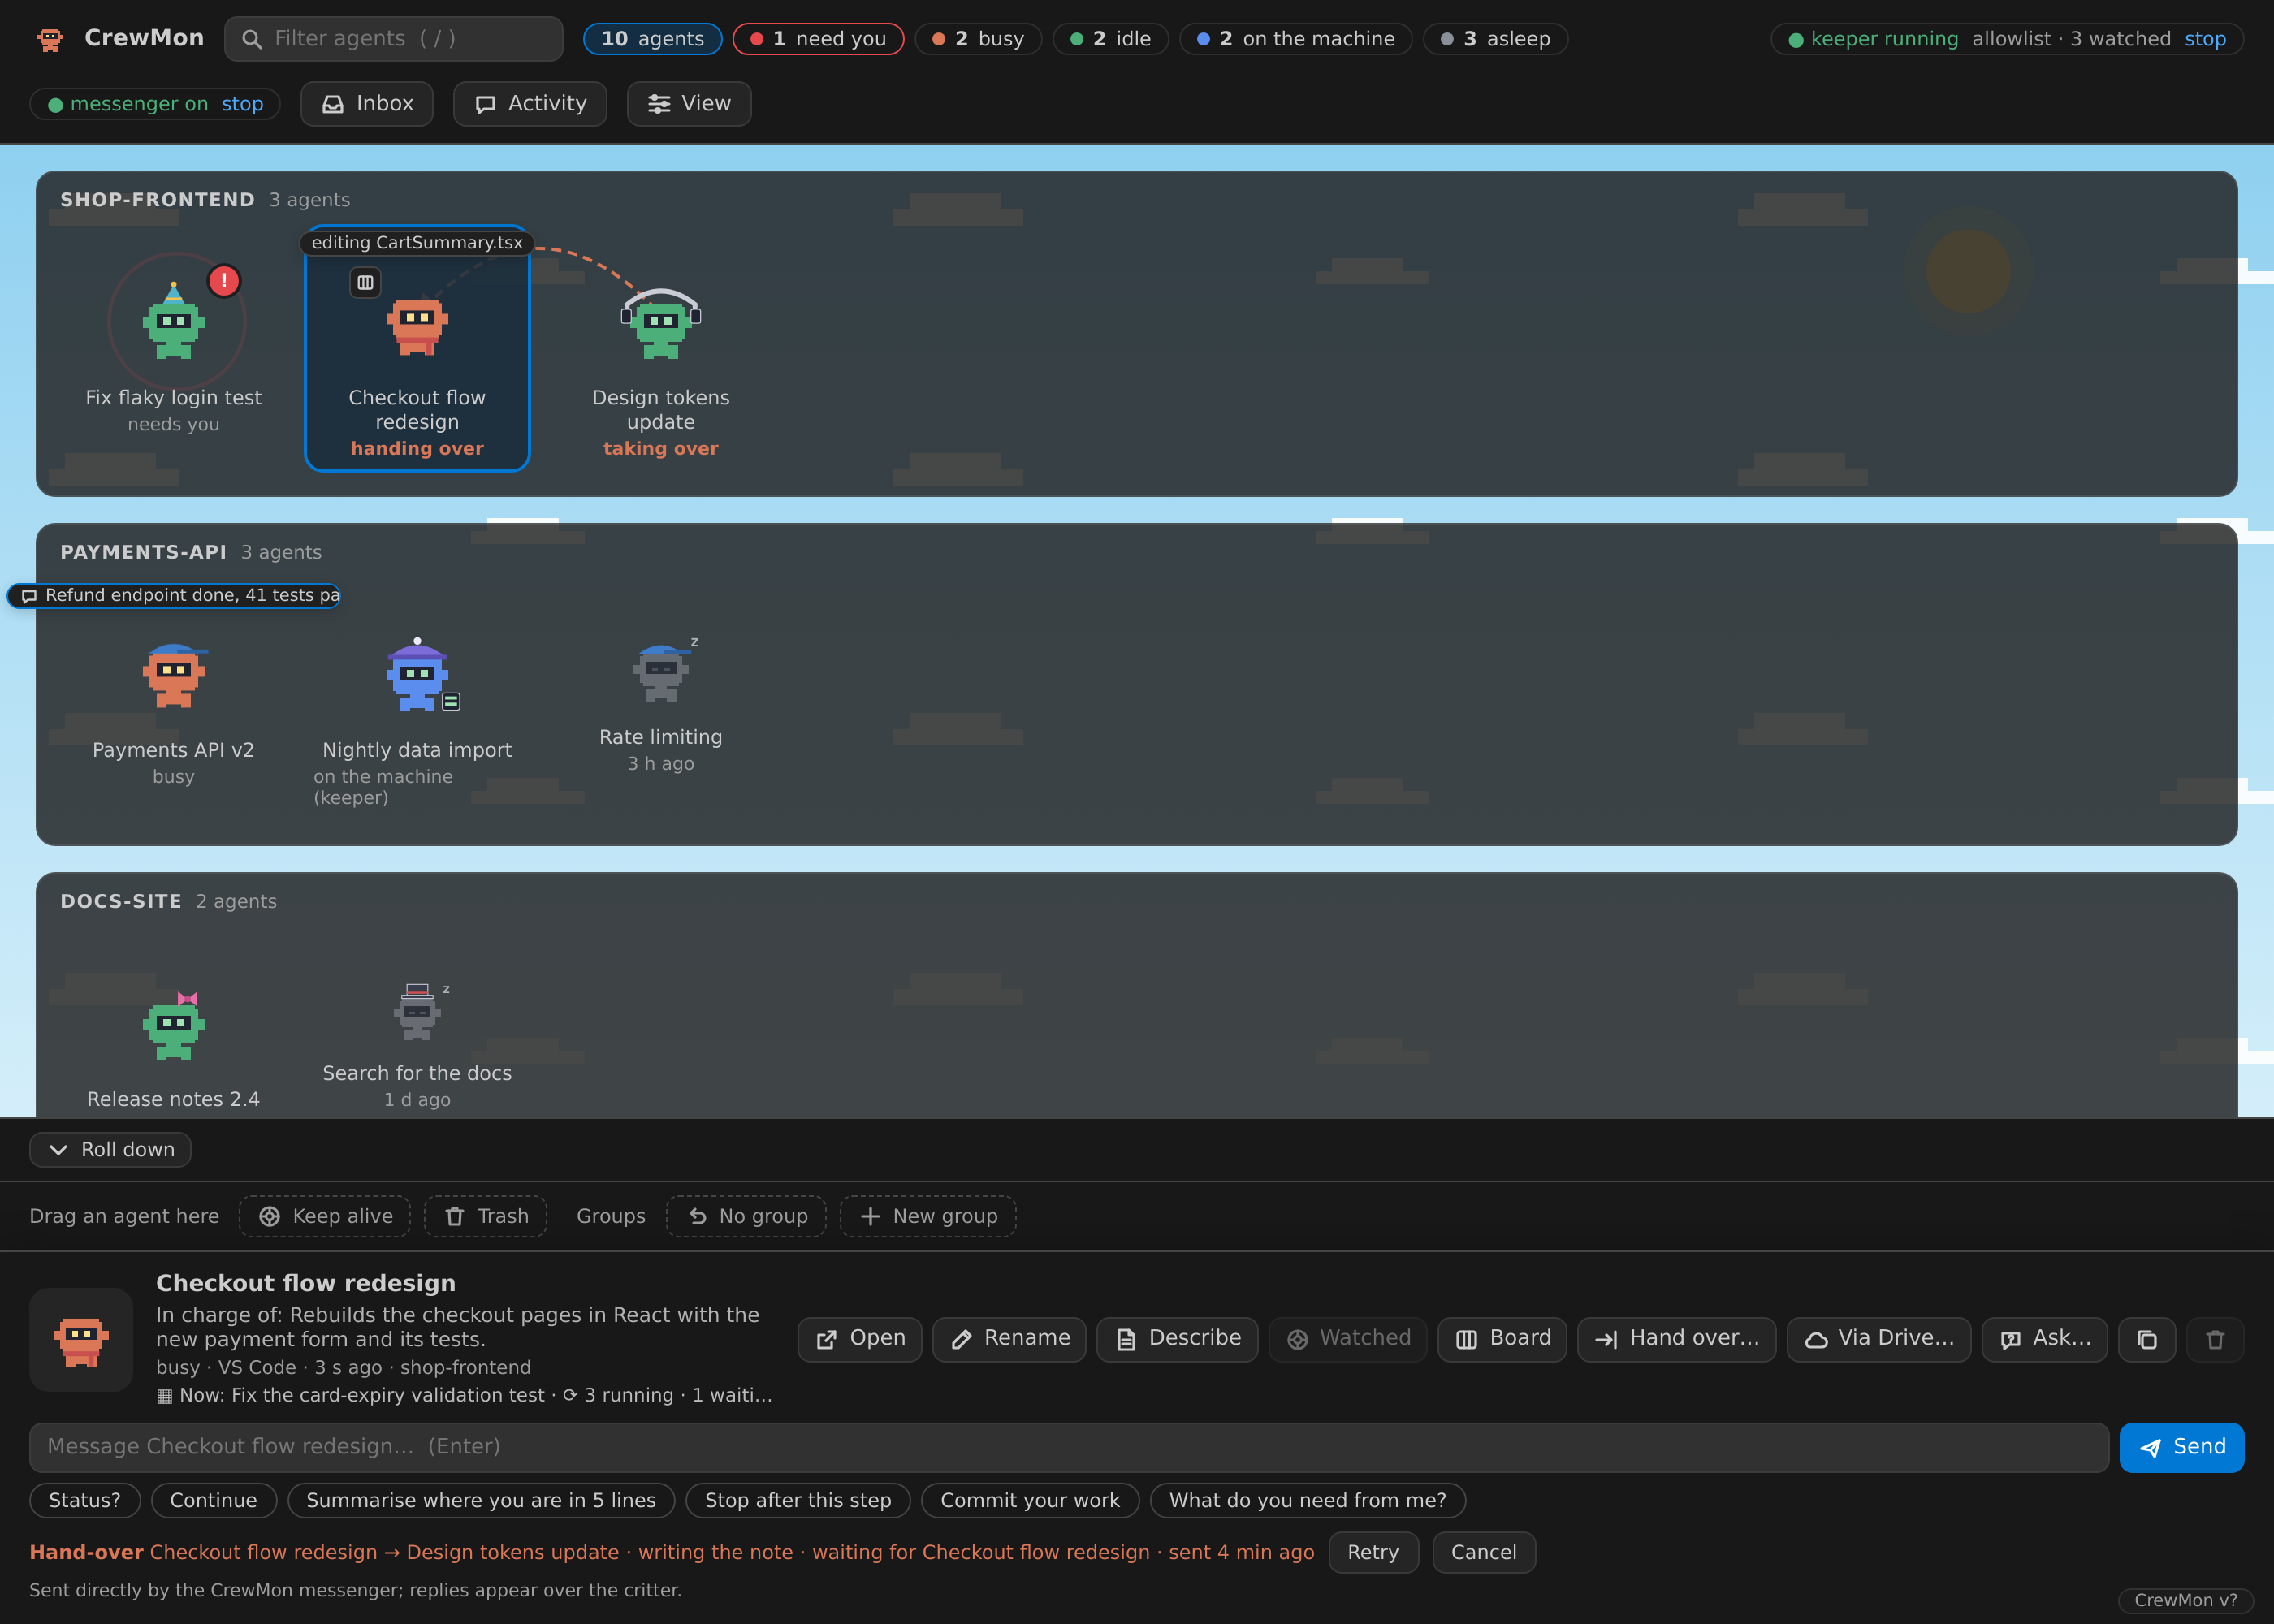 CrewMon
Filter agents ( / )
10 agents
1 need you
2 busy
2 idle
2 on the machine
3 asleep
keeper running allowlist · 3 watched stop
messenger on stop
Inbox
Activity
View
SHOP-FRONTEND 3 agents
editing CartSummary.tsx
!
Fix flaky login test
needs you
Checkout flow
redesign
handing over
Design tokens
update
taking over
PAYMENTS-API 3 agents
Refund endpoint done, 41 tests pa
Payments API v2
busy
Nightly data import
on the machine
(keeper)
z
Rate limiting
3 h ago
DOCS-SITE 2 agents
Release notes 2.4
z
Search for the docs
1 d ago
Roll down
Drag an agent here
Keep alive
Trash
Groups
No group
New group
Checkout flow redesign
In charge of: Rebuilds the checkout pages in React with the
new payment form and its tests.
busy · VS Code · 3 s ago · shop-frontend
▦ Now: Fix the card-expiry validation test · ⟳ 3 running · 1 waiti…
Open
Rename
Describe
Watched
Board
Hand over…
Via Drive…
Ask…
Message Checkout flow redesign… (Enter)
Send
Status?
Continue
Summarise where you are in 5 lines
Stop after this step
Commit your work
What do you need from me?
Hand-over Checkout flow redesign → Design tokens update · writing the note · waiting for Checkout flow redesign · sent 4 min ago
Retry
Cancel
Sent directly by the CrewMon messenger; replies appear over the critter.
CrewMon v?